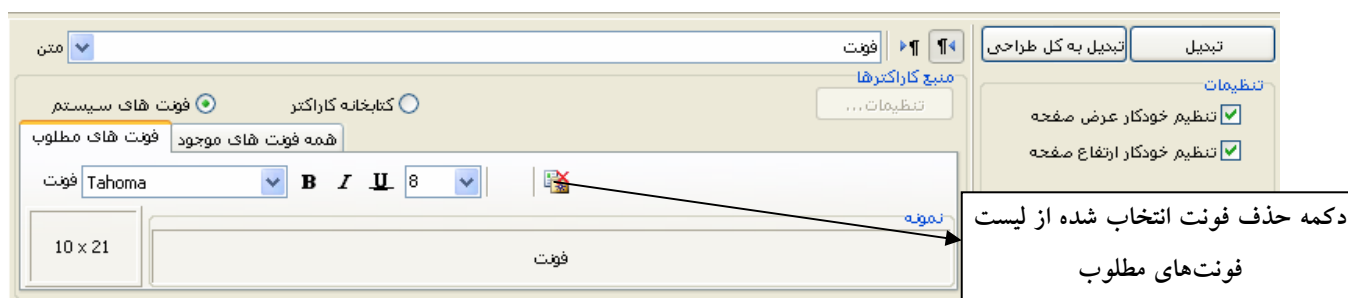 تبدیل
تبدیل به کل طراحی
فونت
متن
تنظیمات
تنظیم خودکار عرض صفحه
تنظیم خودکار ارتفاع صفحه
منبع کاراکترها
تنظیمات...
کتابخانه کاراکتر
فونت های سیستم
همه فونت های موجود
فونت های مطلوب
فونت Tahoma B I U 8
نمونه
فونت
10 x 21
دکمه حذف فونت انتخاب شده از لیست
فونت‌های مطلوب